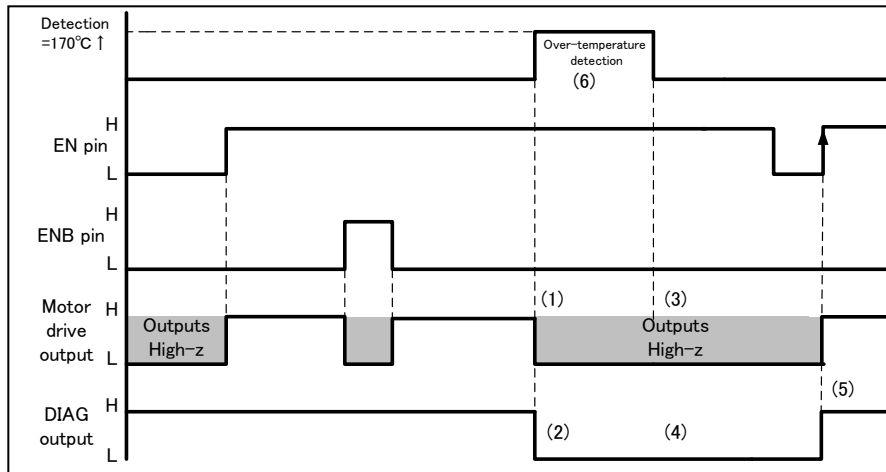 Detection
=170℃ ↑
Over-temperature
detection
(6)
H
EN pin
L
H
ENB pin
L
Motor
drive
output
H
L
Outputs
High-z
(1)
(3)
Outputs
High-z
(5)
DIAG
output
H
L
(2)
(4)